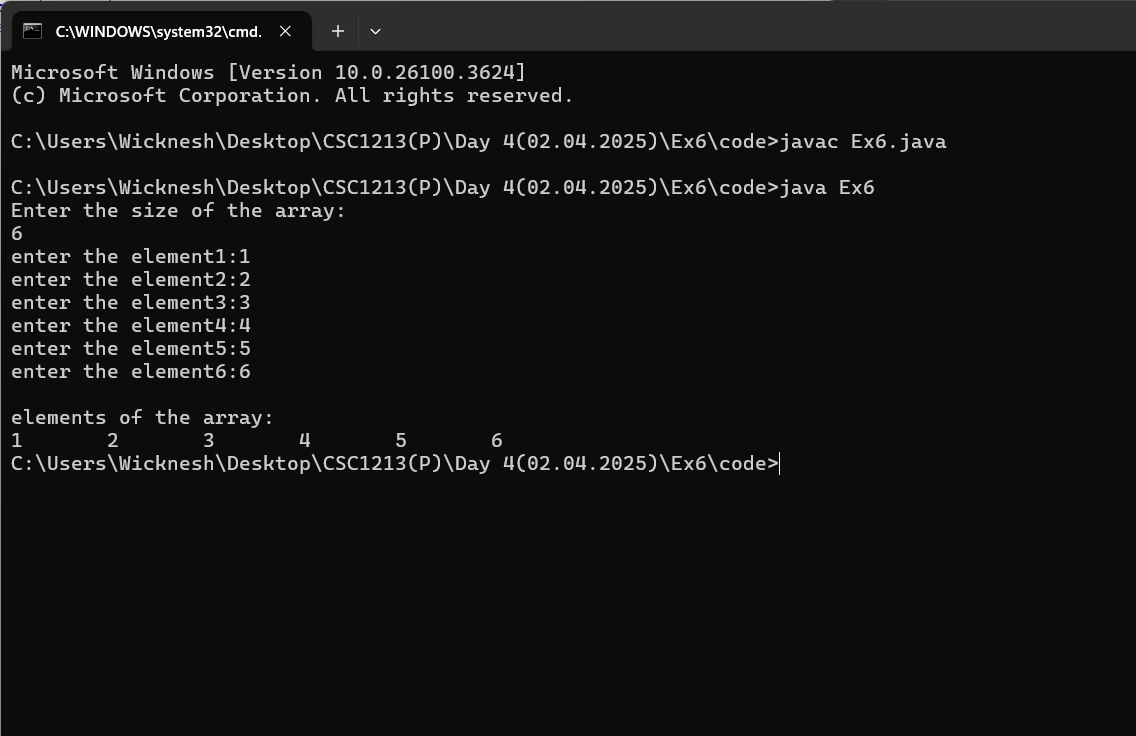 C:\WINDOWS\system32\cmd.
Microsoft Windows [Version 10.0.26100.3624]
(c) Microsoft Corporation. All rights reserved.
C:\Users\Wicknesh\Desktop\CSC1213(P)\Day 4(02.04.2025)\Ex6\code>javac Ex6.java
C:\Users\Wicknesh\Desktop\CSC1213(P)\Day 4(02.04.2025)\Ex6\code>java Ex6
Enter the size of the array:
6
enter the element1:1
enter the element2:2
enter the element3:3
enter the element4:4
enter the element5:5
enter the element6:6
elements of the array:
1 2 3 4 5 6
C:\Users\Wicknesh\Desktop\CSC1213(P)\Day 4(02.04.2025)\Ex6\code>